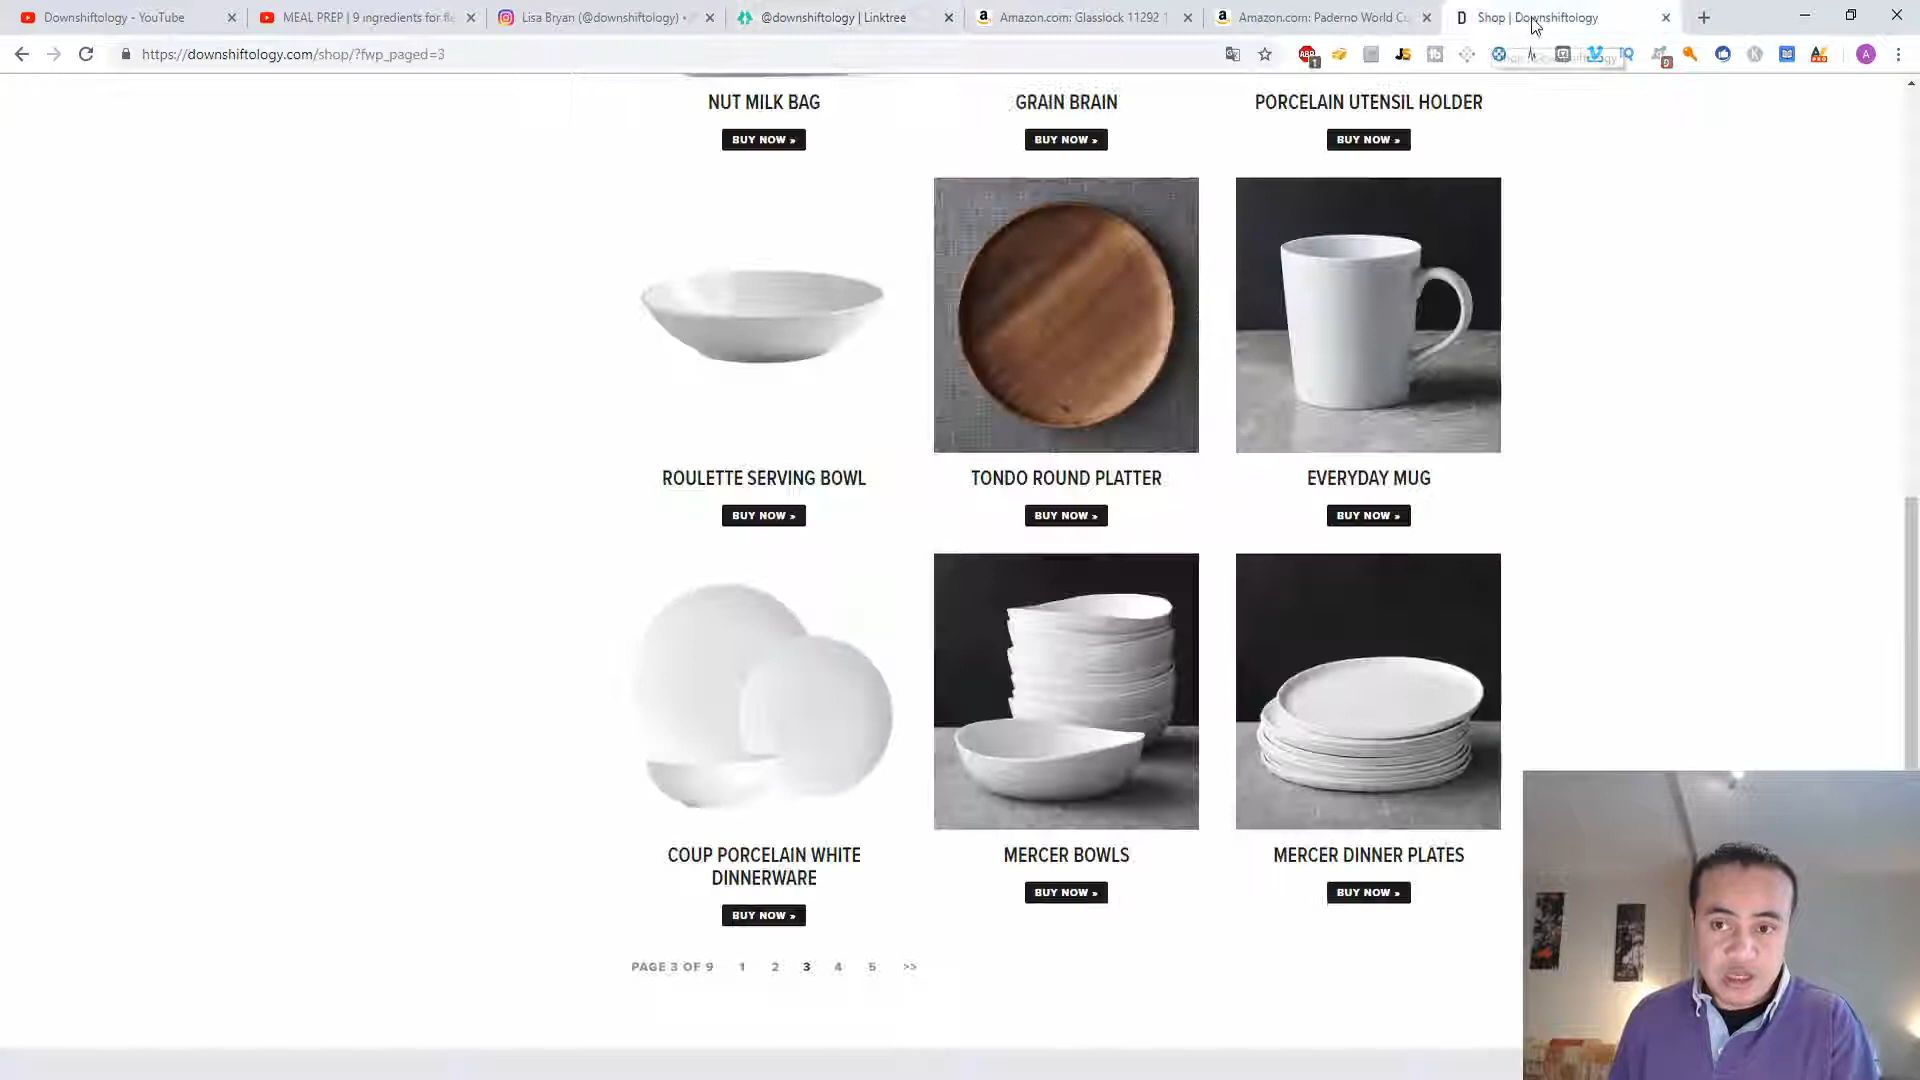 Downshiftology - YouTube
MEAL PREP | 9 ingredients for fle
Lisa Bryan (@downshiftology) •
@downshiftology | Linktree
Amazon.com: Glasslock 11292 1
Amazon.com: Paderno World Cu
Shop | Downshiftology
https://downshiftology.com/shop/?fwp_paged=3
NUT MILK BAG
GRAIN BRAIN
PORCELAIN UTENSIL HOLDER
BUY NOW »
BUY NOW »
BUY NOW »
ROULETTE SERVING BOWL
TONDO ROUND PLATTER
EVERYDAY MUG
BUY NOW »
BUY NOW »
BUY NOW »
COUP PORCELAIN WHITE
DINNERWARE
MERCER BOWLS
MERCER DINNER PLATES
BUY NOW »
BUY NOW »
BUY NOW »
PAGE 3 OF 9 1 2 3 4 5 >>